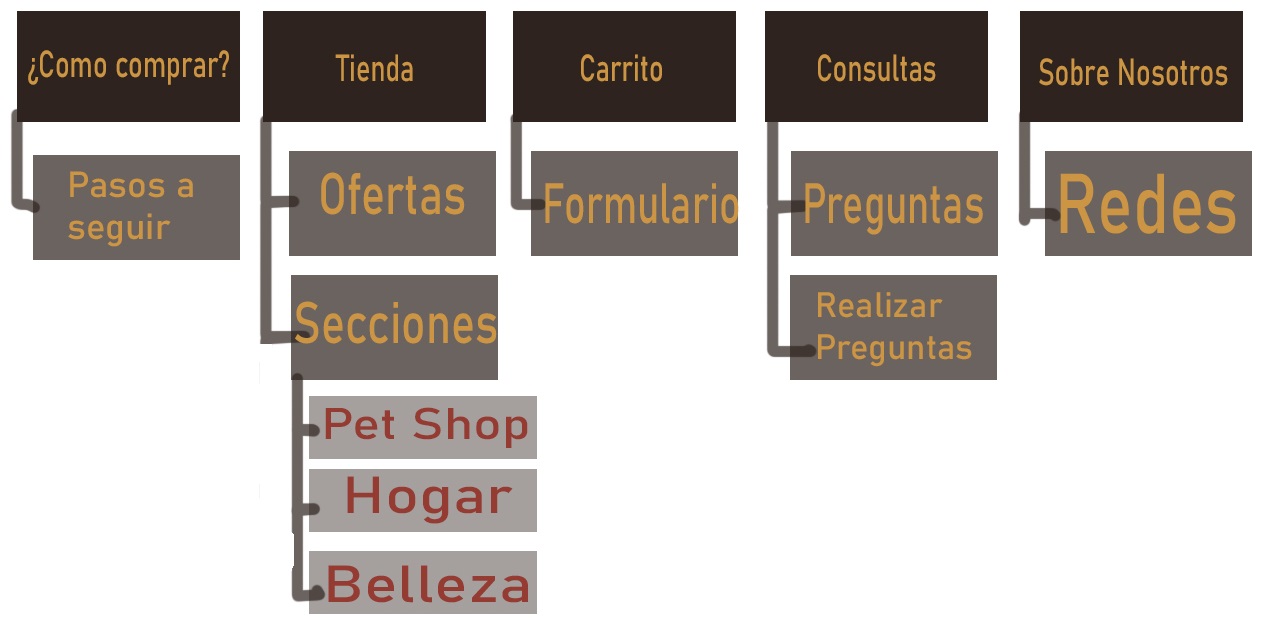 ¿Como comprar?
Pasos a
seguir
Tienda
Ofertas
Secciones
Pet Shop
Hogar
Belleza
Carrito
Formulario
Consultas
Preguntas
Realizar
Preguntas
Sobre Nosotros
Redes